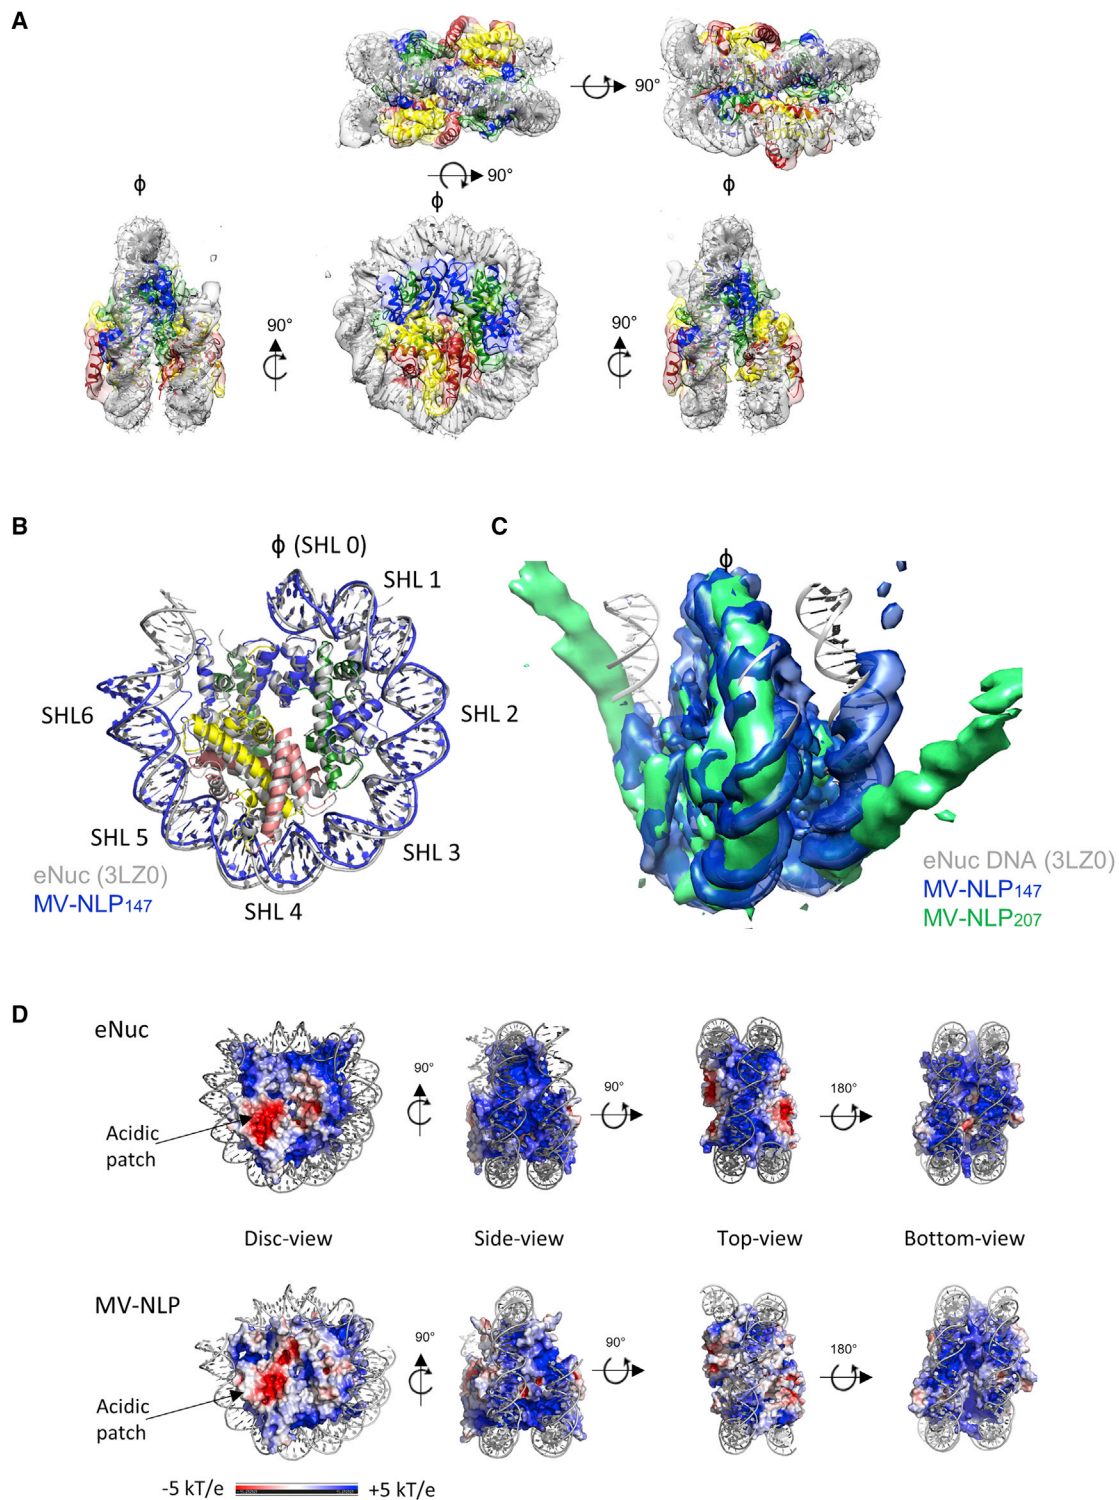 A
90°
90°
ϕ
ϕ
ϕ
90°
90°
B
ϕ (SHL 0)
SHL 1
SHL6
SHL 2
SHL 5
SHL 3
SHL 4
eNuc (3LZ0)
MV-NLP147
C
ϕ
eNuc DNA (3LZ0)
MV-NLP147
MV-NLP207
D
eNuc
90°
90°
180°
Acidic
patch
Disc-view
Side-view
Top-view
Bottom-view
MV-NLP
90°
90°
180°
Acidic
patch
-5 kT/e
+5 kT/e